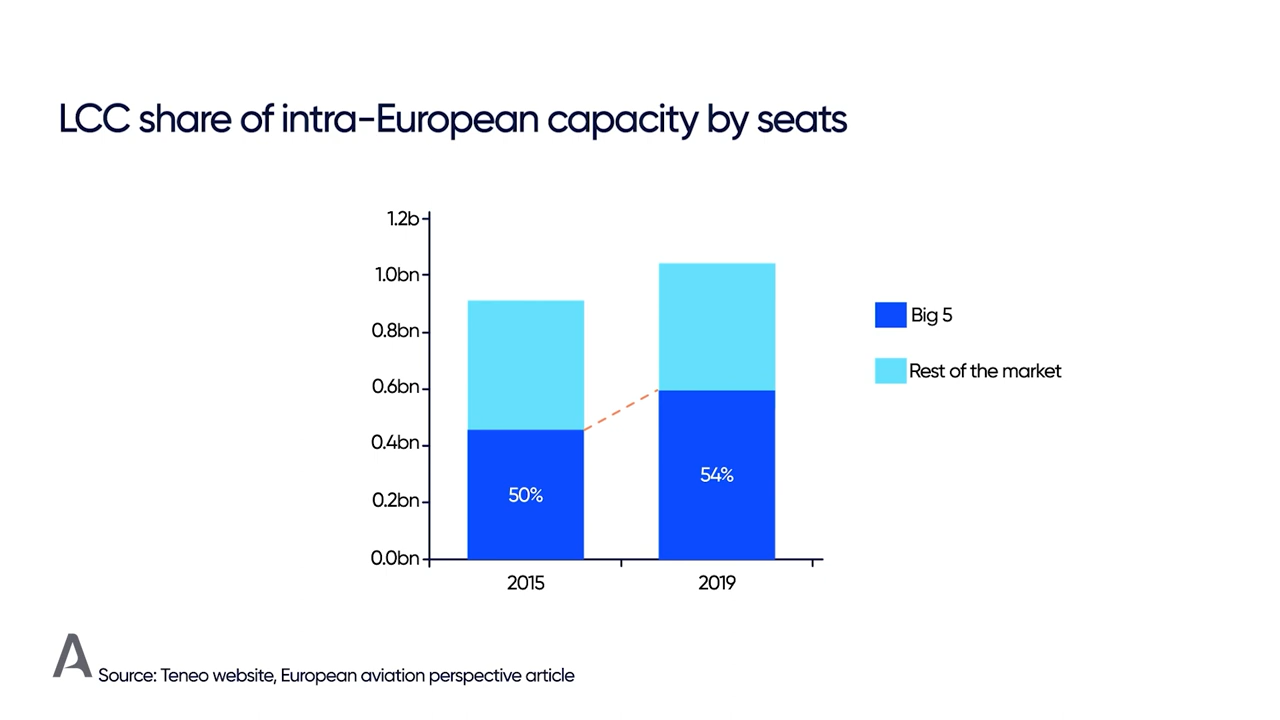 LCC share of intra-European capacity by seats
1.2b
1.0bn
0.8bn
0.6bn
0.4bn
0.2bn
0.0bn
50%
54%
2015
2019
Big 5
Rest of the market
Source: Teneo website, European aviation perspective article